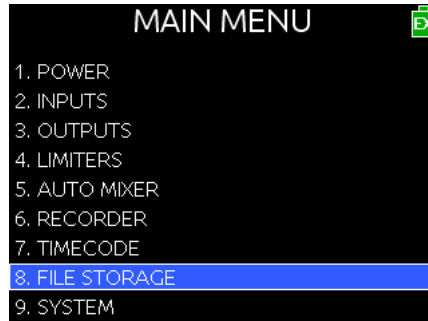 MAIN MENU
1. POWER
2. INPUTS
3. OUTPUTS
4. LIMITERS
5. AUTO MIXER
6. RECORDER
7. TIMECODE
8. FILE STORAGE
9. SYSTEM